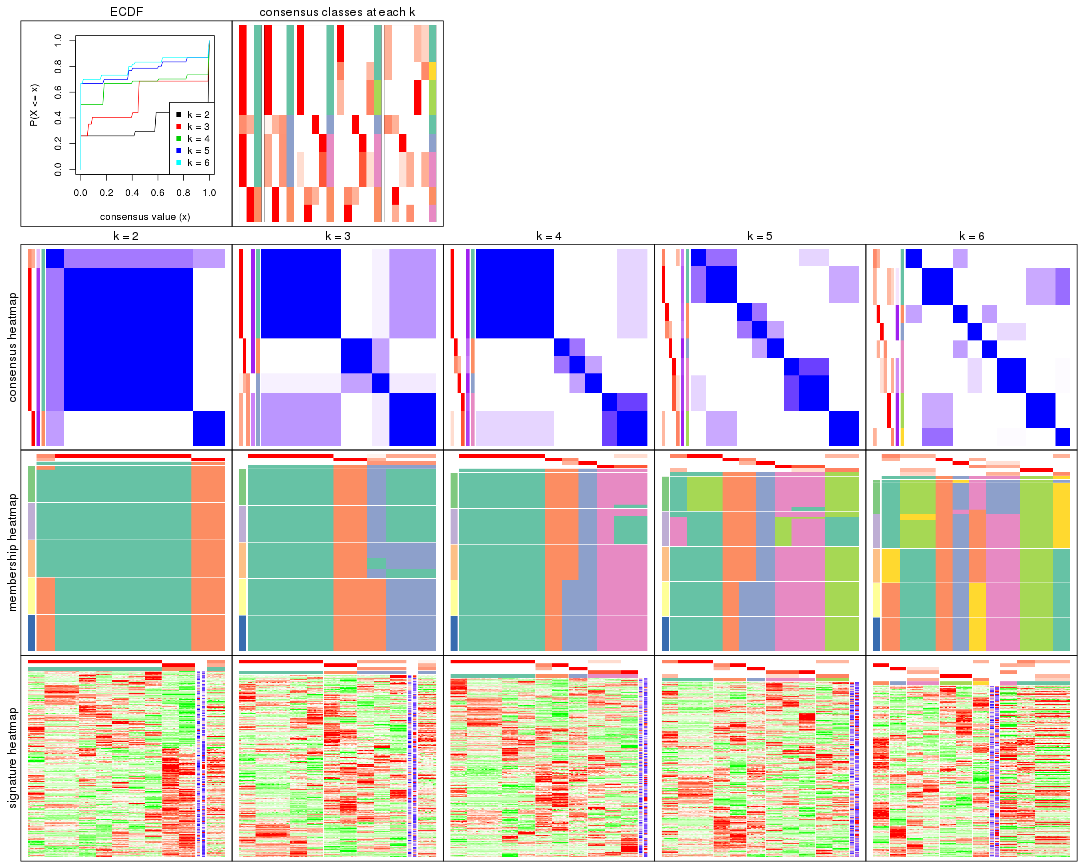 ECDF
consensus classes at each k
P(X <= x)
1.0
0.8
0.6
0.4
0.2
0.0
k = 2
k = 3
k = 4
k = 5
k = 6
0.0 0.2 0.4 0.6 0.8 1.0
consensus value (x)
k = 2
k = 3
k = 4
k = 5
k = 6
consensus heatmap
membership heatmap
signature heatmap